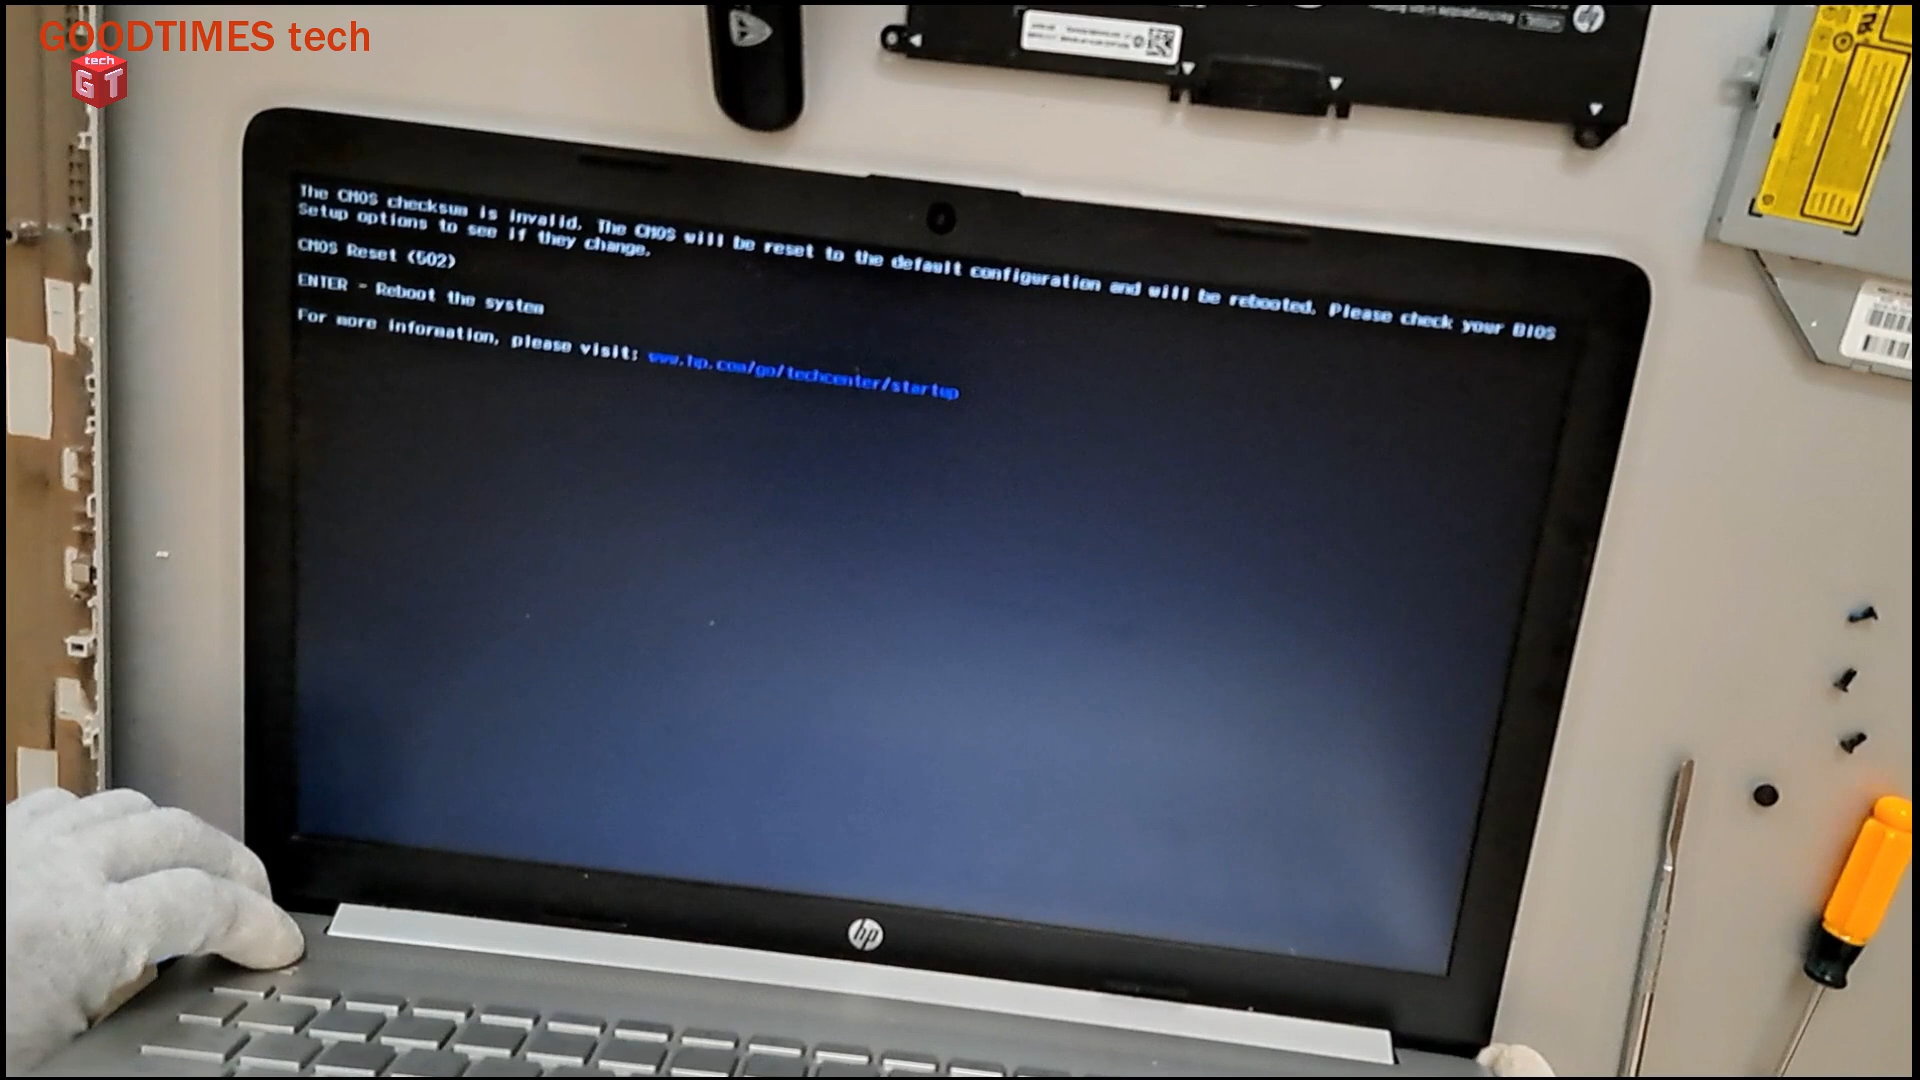 GOODTIMES tech
tech
GT
The CMOS checksum is invalid. The CMOS will be reset to the default configuration and will be rebooted. Please check your BIOS
Setup options to see if they change.
CMOS Reset (502)
ENTER - Reboot the system
For more information, please visit: www.hp.com/go/techcenter/startup
hp